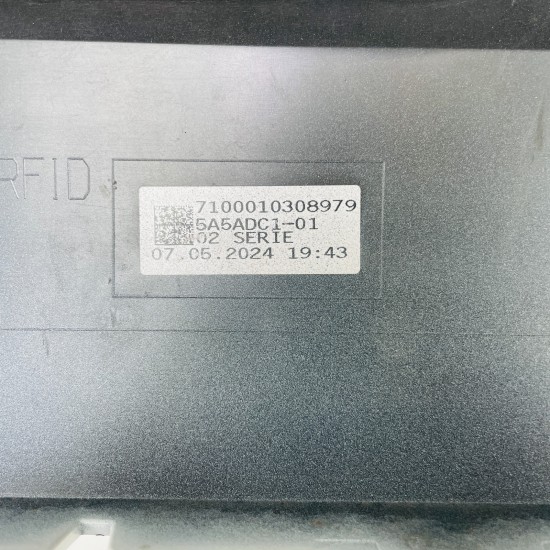 RFID
7100010308979
5A5ADC1-01
02 SERIE
07.05.2024 19:43